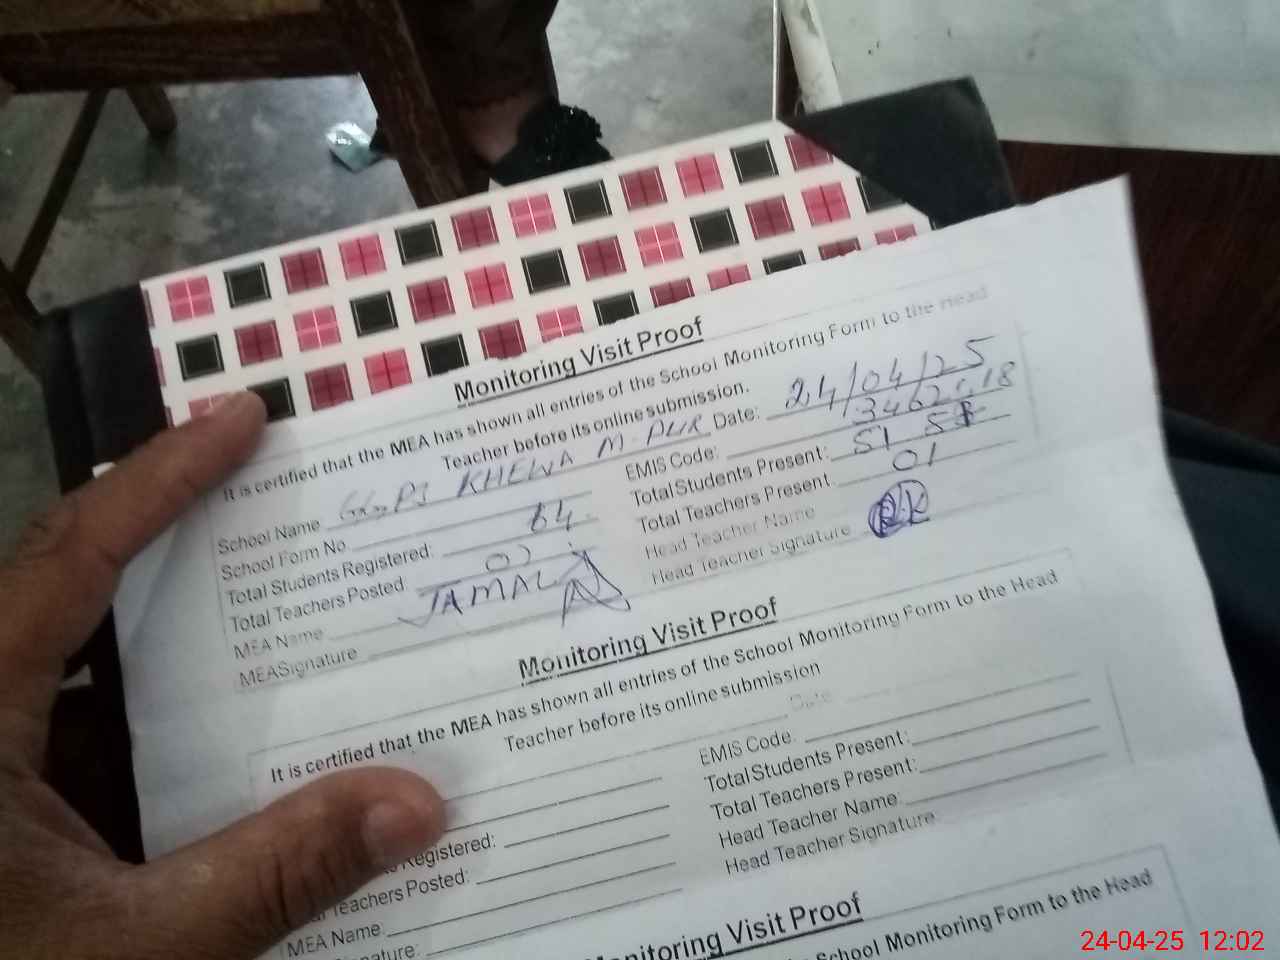 Monitoring Visit Proof
It is certified that the MEA has shown all entries of the School Monitoring Form to the Head
Teacher before its online submission.
School Name KHEWA M. PUR Date: 24/04/25
School Form No. EMIS Code:
Total Students Registered: 64 Total Students Present: 51
Total Teachers Posted: Total Teachers Present 01
MEA Name JAMAL Head Teacher Name
MEASignature Head Teacher Signature
Monitoring Visit Proof
It is certified that the MEA has shown all entries of the School Monitoring Form to the Head
Teacher before its online submission
Date
EMIS Code.
Total Students Present:
Registered: Total Teachers Present:
Teachers Posted: Head Teacher Name:
MEA Name: Head Teacher Signature:
nature:
onitoring Visit Proof
School Monitoring Form to the Head
24-04-25 12:02